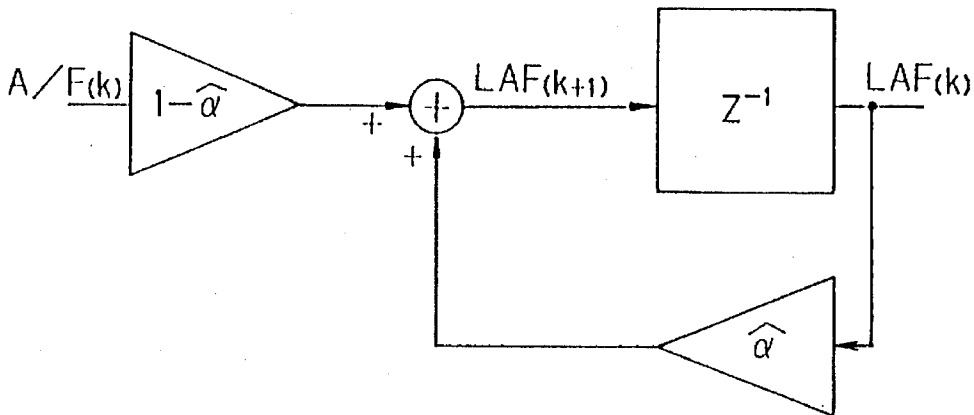 A/F(k)
1-α̂
+
+
+
LAF(k+1)
Z⁻¹
LAF(k)
α̂